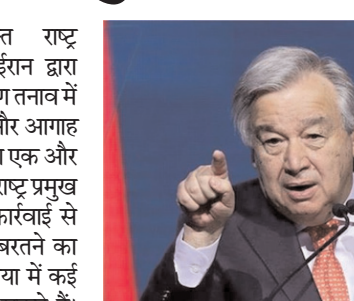 त राष्ट्र
ईरान द्वारा
ण तनाव में
और आगाह
ा एक और
राष्ट्र प्रमुख
कार्रवाई से
बरतने का
या में कई